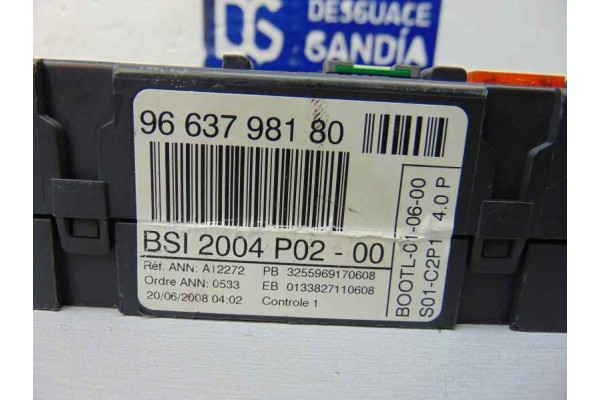 DS
DESGUACE
GANDÍA
96 637 981 80
BSI 2004 P02 - 00
Réf. ANN: A12272 PB 3255969170608
Ordre ANN: 0533 EB 0133827110608
20/06/2008 04:02 Controle 1
BOOTL-01-06-00
S01-C2P1 4.0 P